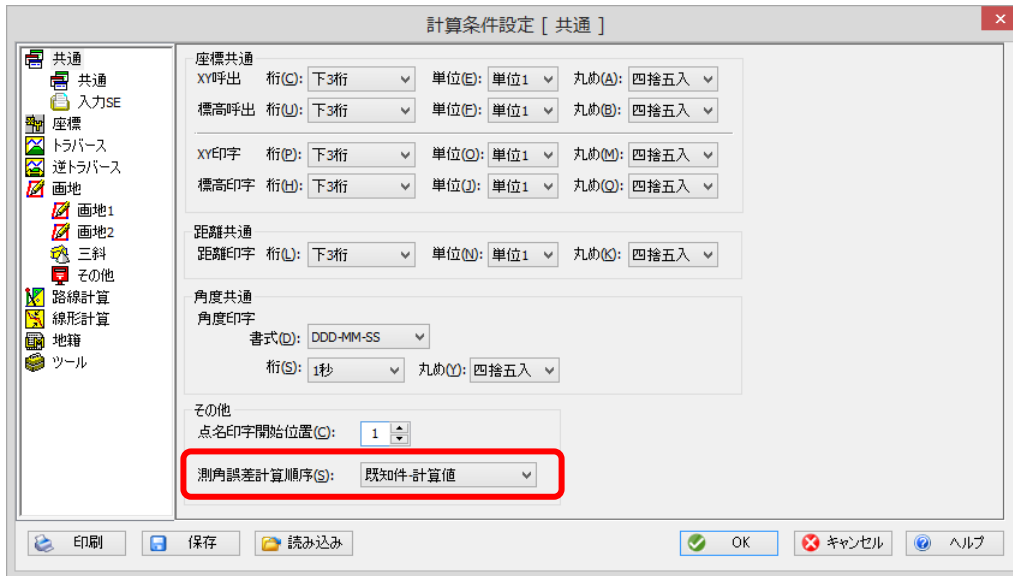 計算条件設定 [ 共通 ]
共通
共通
入力SE
座標
トラバース
逆トラバース
画地
画地1
画地2
三斜
その他
路線計算
線形計算
地籍
ツール
座標共通
XY呼出 桁(C): 下3桁 単位(E): 単位1 丸め(A): 四捨五入
標高呼出 桁(U): 下3桁 単位(F): 単位1 丸め(B): 四捨五入
XY印字 桁(P): 下3桁 単位(O): 単位1 丸め(M): 四捨五入
標高印字 桁(H): 下3桁 単位(J): 単位1 丸め(Q): 四捨五入
距離共通
距離印字 桁(L): 下3桁 単位(N): 単位1 丸め(K): 四捨五入
角度共通
角度印字
書式(D): DDD-MM-SS
桁(S): 1秒 丸め(Y): 四捨五入
その他
点名印字開始位置(C): 1
測角誤差計算順序(S): 既知件-計算値
印刷 保存 読み込み OK キャンセル ヘルプ